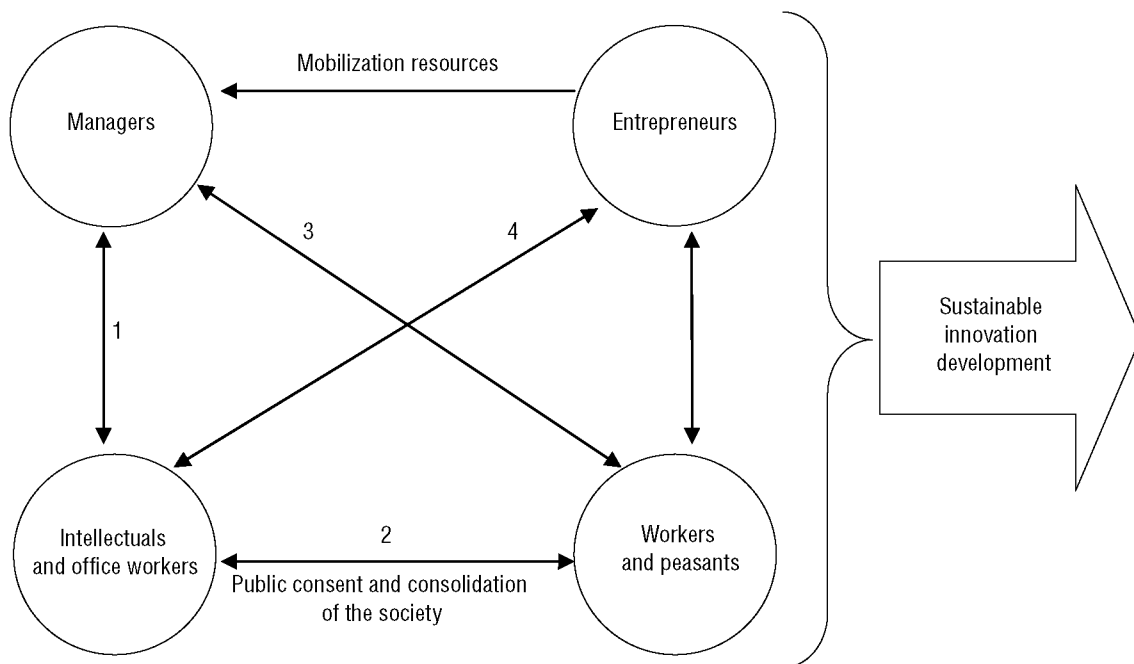 Mobilization resources
Managers
Entrepreneurs
3
4
1
Sustainable
innovation
development
2
Intellectuals
and office workers
Workers
and peasants
Public consent and consolidation
of the society